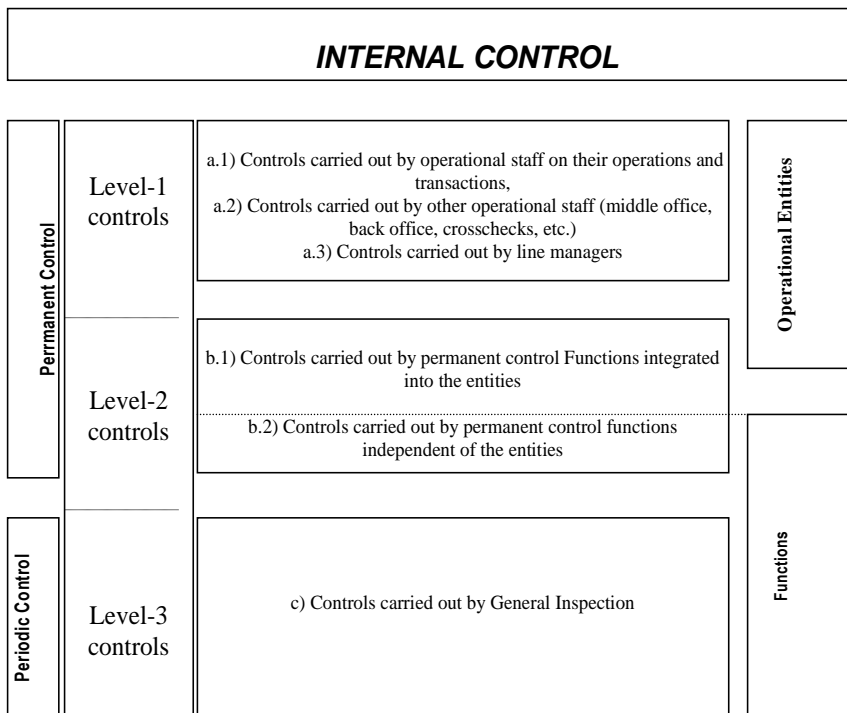 INTERNAL CONTROL
Perrmanent Control
Level-1
controls
a.1) Controls carried out by operational staff on their operations and
transactions,
a.2) Controls carried out by other operational staff (middle office,
back office, crosschecks, etc.)
a.3) Controls carried out by line managers
Operational Entities
Level-2
controls
b.1) Controls carried out by permanent control Functions integrated
into the entities
b.2) Controls carried out by permanent control functions
independent of the entities
Periodic Control
Level-3
controls
c) Controls carried out by General Inspection
Functions